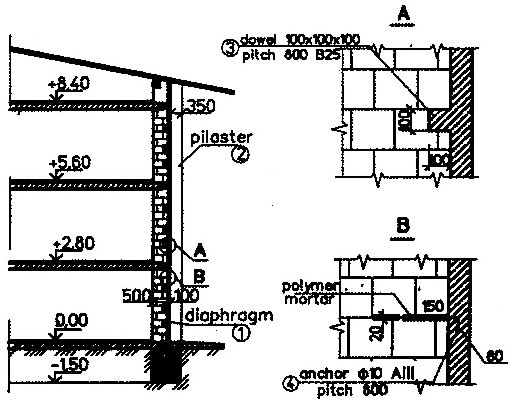 A
③ dowel 100x100x100
pitch 600 B25
+8.40
350
pilaster
②
100
100
+5.60
+2.80
A
B
500 100
diaphragm
①
0.00
-1.50
B
polymer
mortar
150
20
60
④ anchor ϕ10 AIII
pitch 600